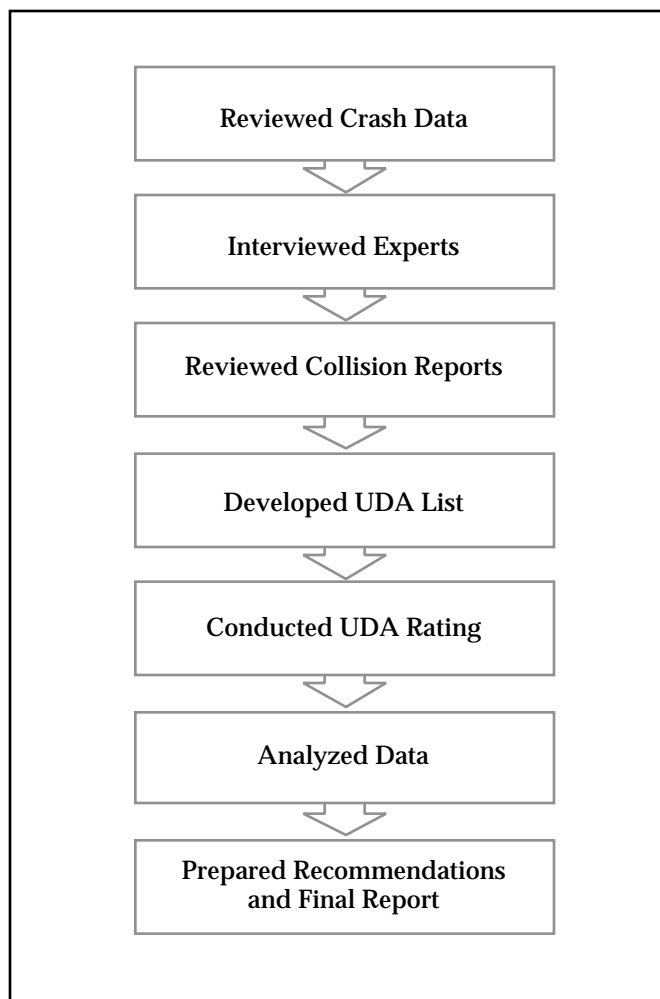 Reviewed Crash Data
Interviewed Experts
Reviewed Collision Reports
Developed UDA List
Conducted UDA Rating
Analyzed Data
Prepared Recommendations
and Final Report